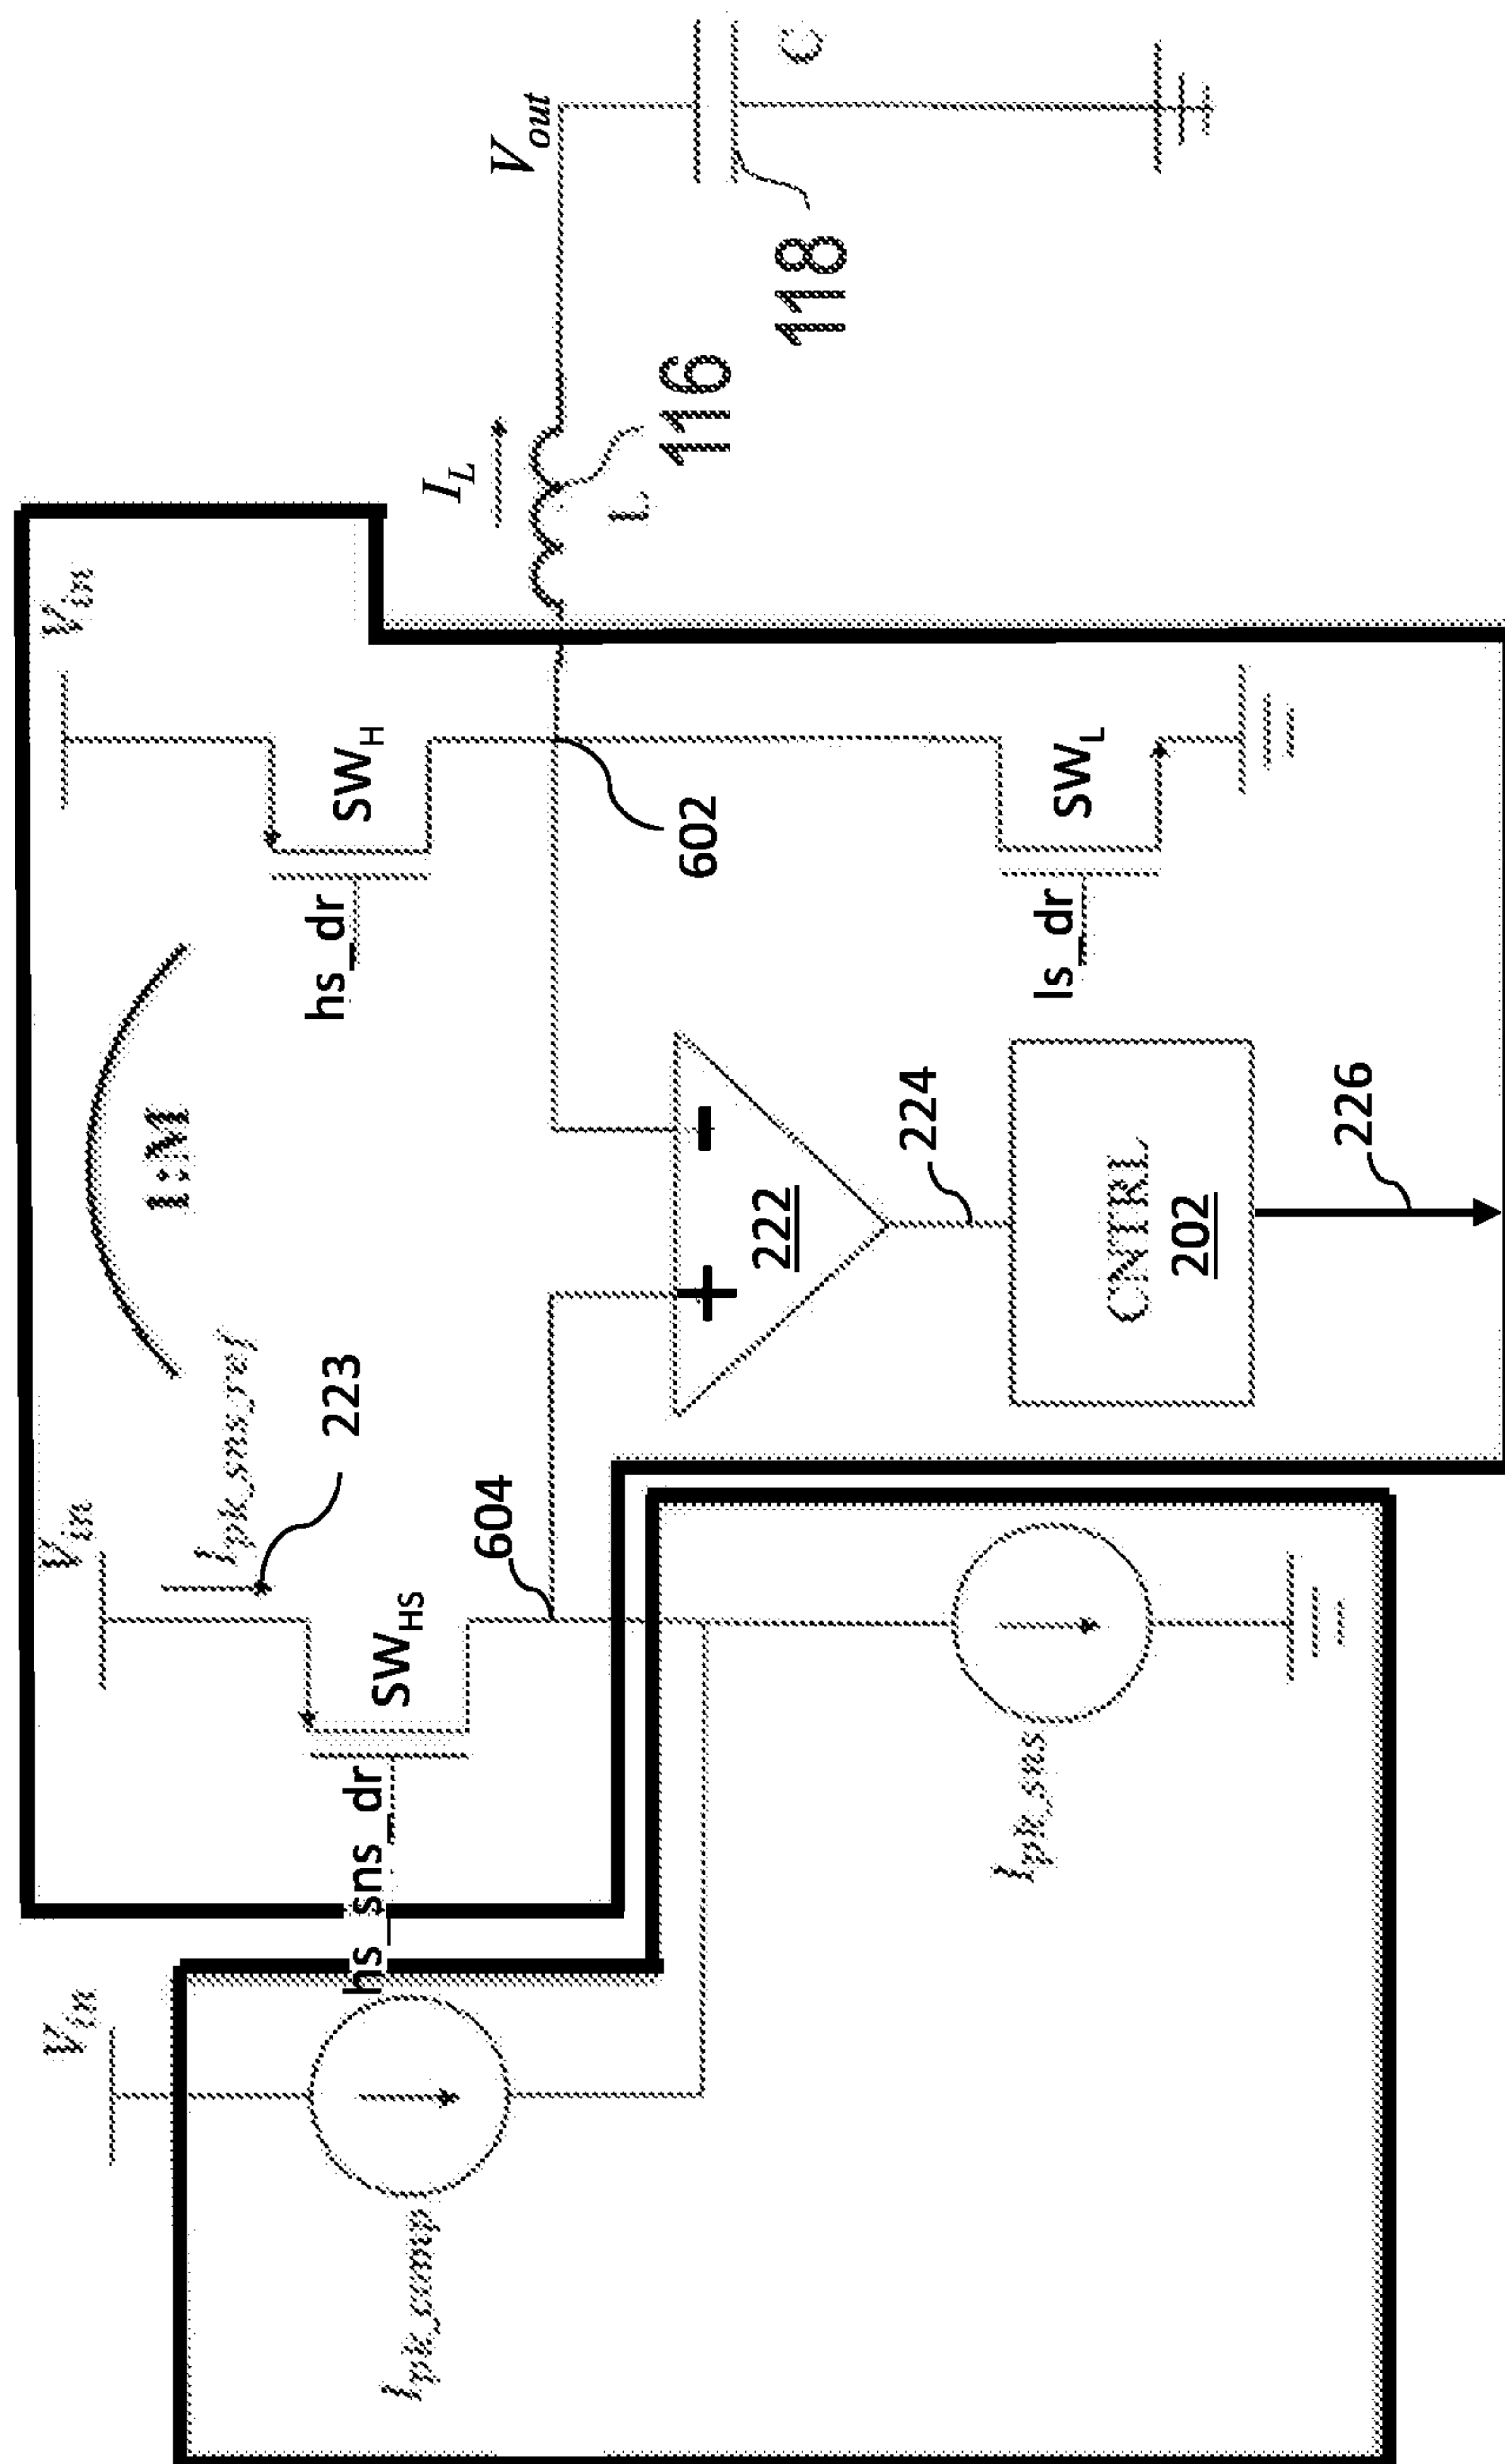 V_in
V_in
V_in
1:M
I_pk_sns_ref
223
hs_dr
SW_H
SW_HS
hs_sns_dr
I_pk_comp
604
602
I_L
V_out
L
116
C
118
+
-
222
224
CNTRL
202
226
ls_dr
SW_L
I_pk_sns